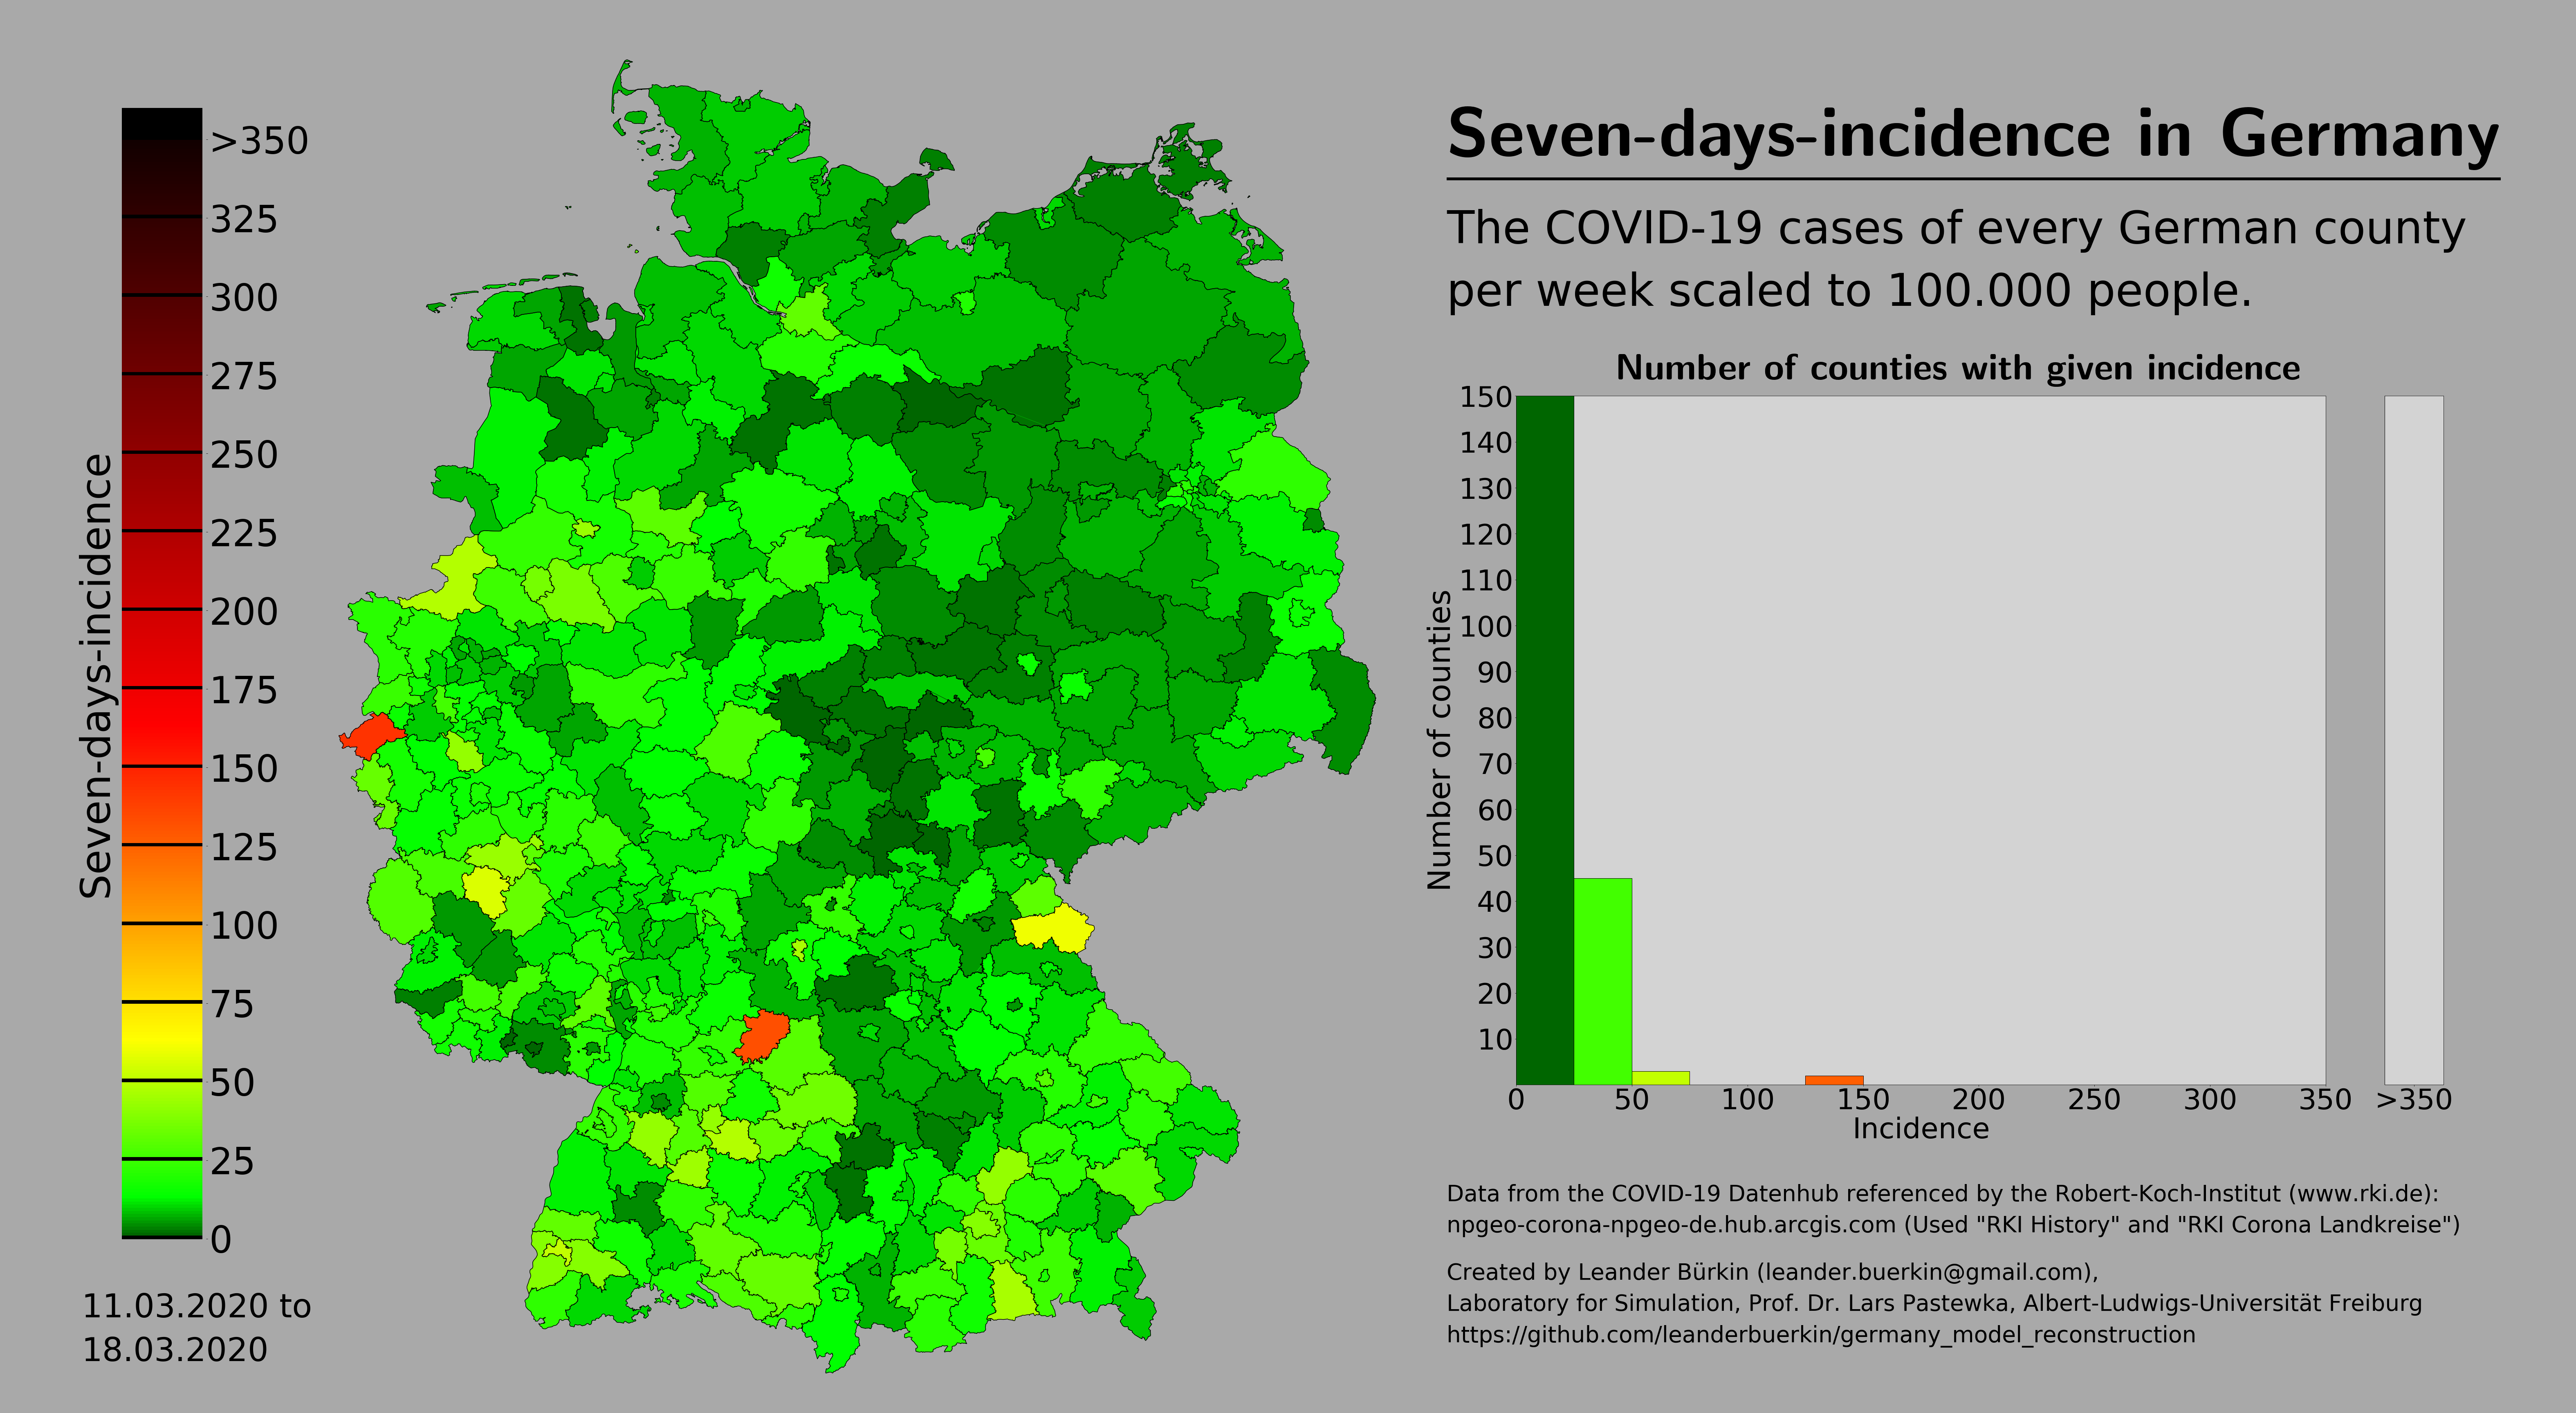 Seven-days-incidence in Germany
The COVID-19 cases of every German county
per week scaled to 100.000 people.
>350
325
300
275
250
225
200
175
150
125
100
75
50
25
0
Seven-days-incidence
11.03.2020 to
18.03.2020
Number of counties with given incidence
150
140
130
120
110
100
90
80
70
60
50
40
30
20
10
Number of counties
0 50 100 150 200 250 300 350 >350
Incidence
Data from the COVID-19 Datenhub referenced by the Robert-Koch-Institut (www.rki.de):
npgeo-corona-npgeo-de.hub.arcgis.com (Used "RKI History" and "RKI Corona Landkreise")
Created by Leander Bürkin (leander.buerkin@gmail.com),
Laboratory for Simulation, Prof. Dr. Lars Pastewka, Albert-Ludwigs-Universität Freiburg
https://github.com/leanderbuerkin/germany_model_reconstruction